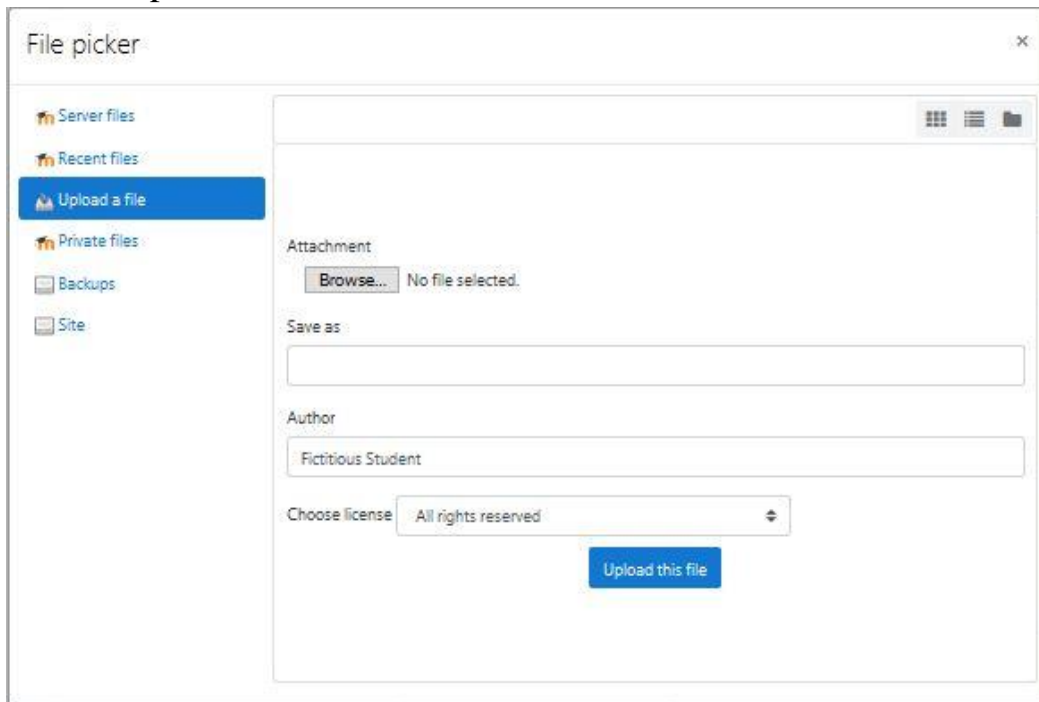 File picker
×
Server files
Recent files
Upload a file
Private files
Backups
Site
Attachment
Browse... No file selected.
Save as
Author
Fictitious Student
Choose license All rights reserved
Upload this file